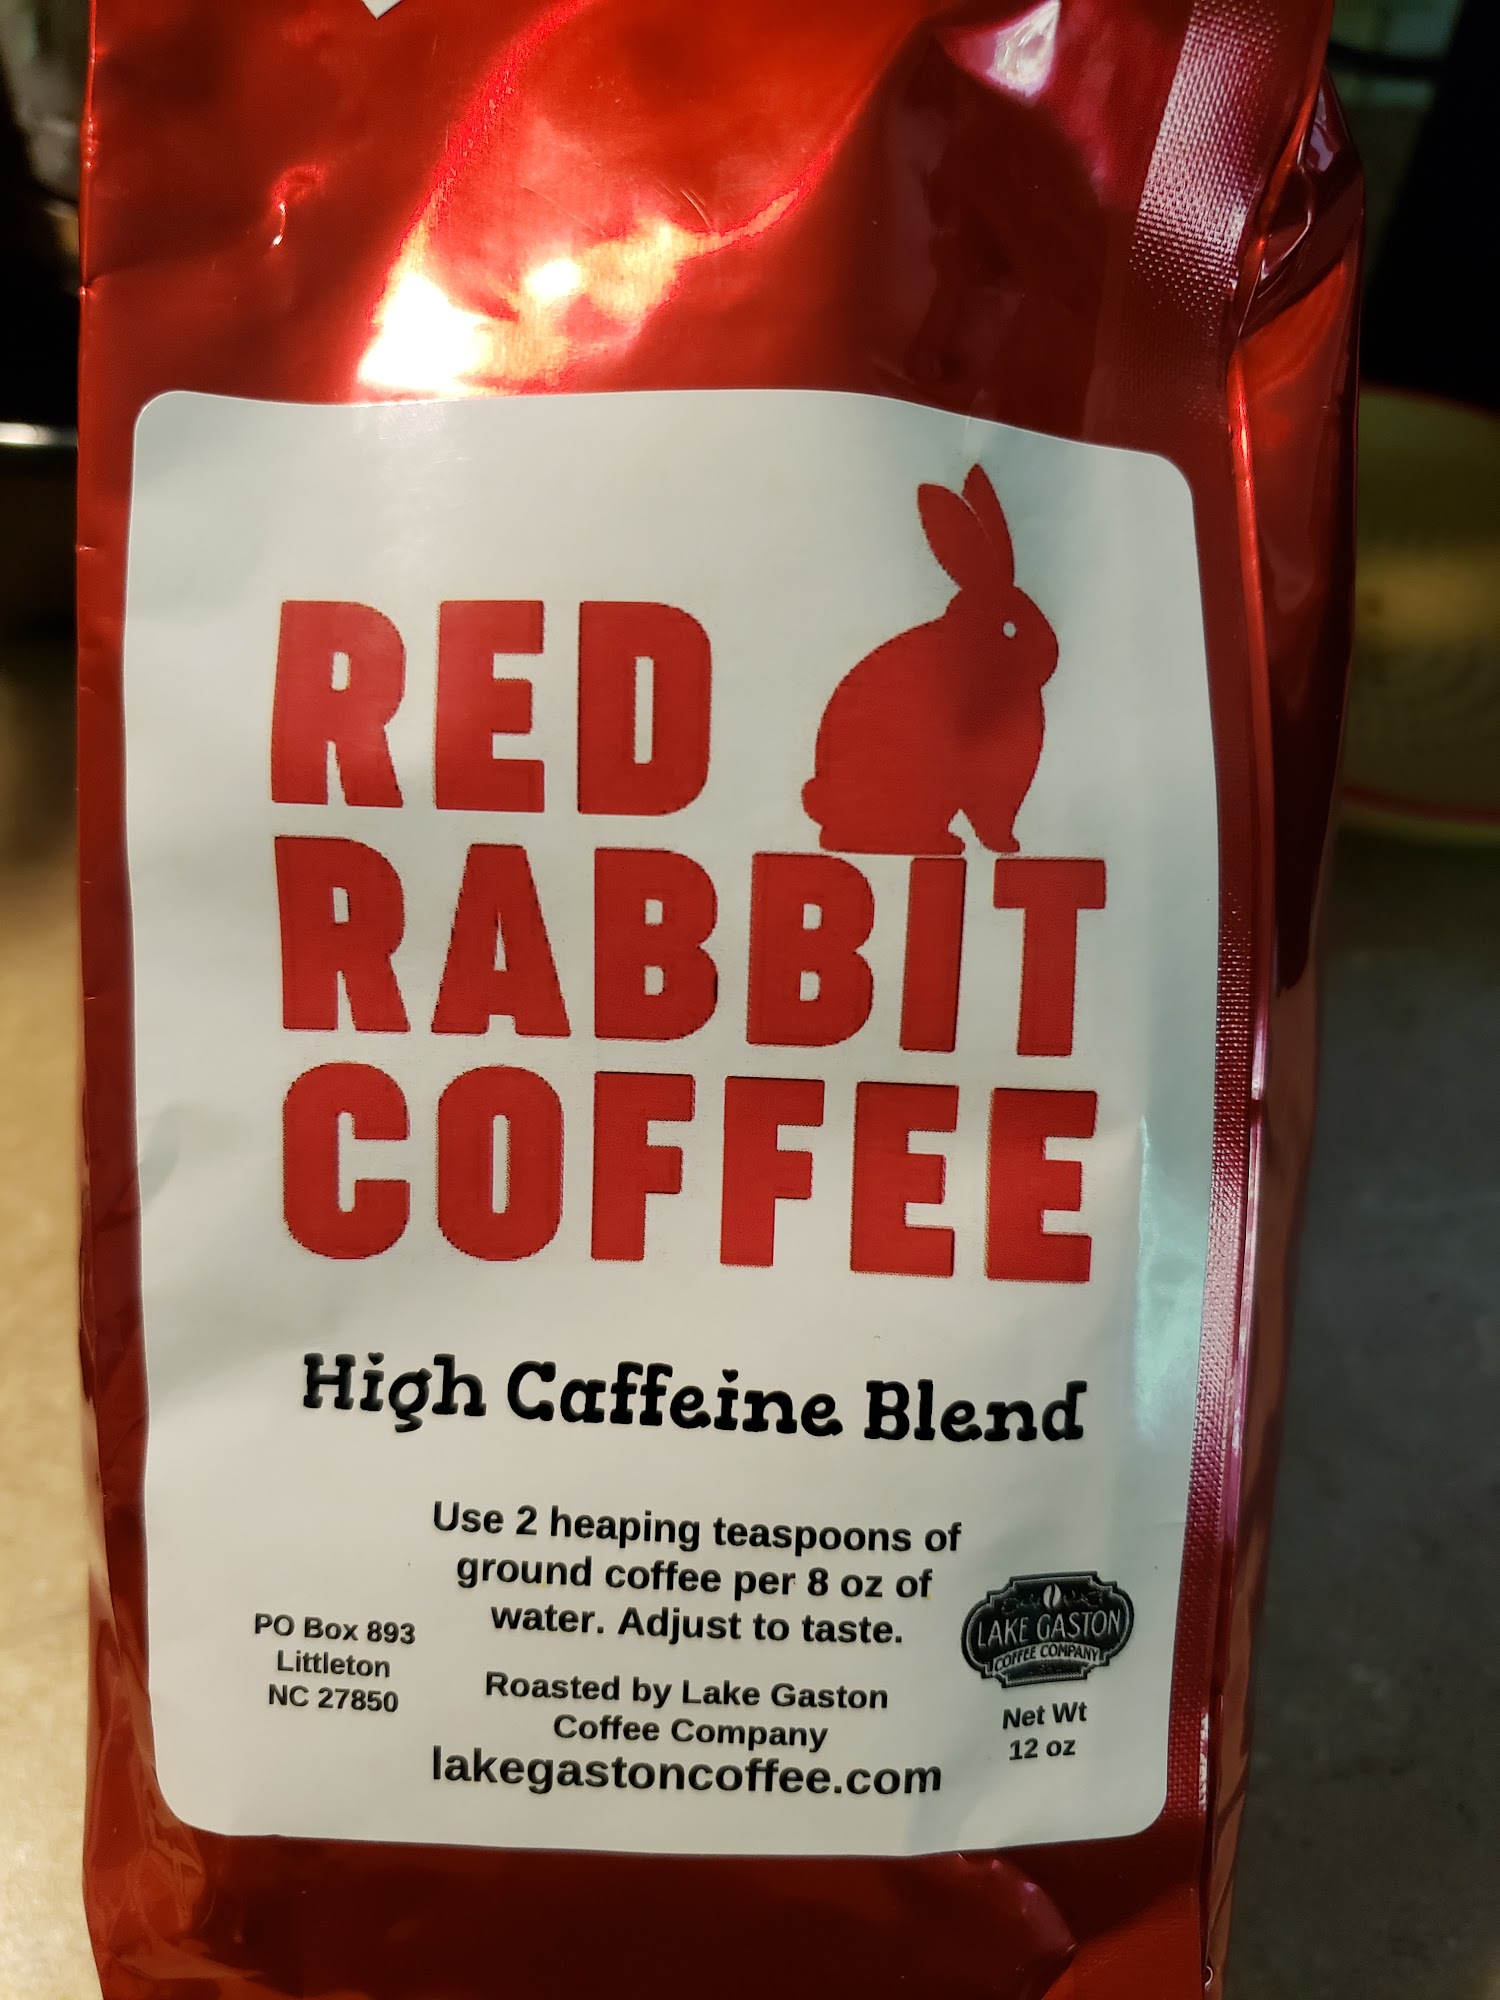 RED
RABBIT
COFFEE
High Caffeine Blend
Use 2 heaping teaspoons of
ground coffee per 8 oz of
water. Adjust to taste.
PO Box 893
Littleton
NC 27850
Roasted by Lake Gaston
Coffee Company
lakegastoncoffee.com
LAKE GASTON
COFFEE COMPANY
Net Wt
12 oz